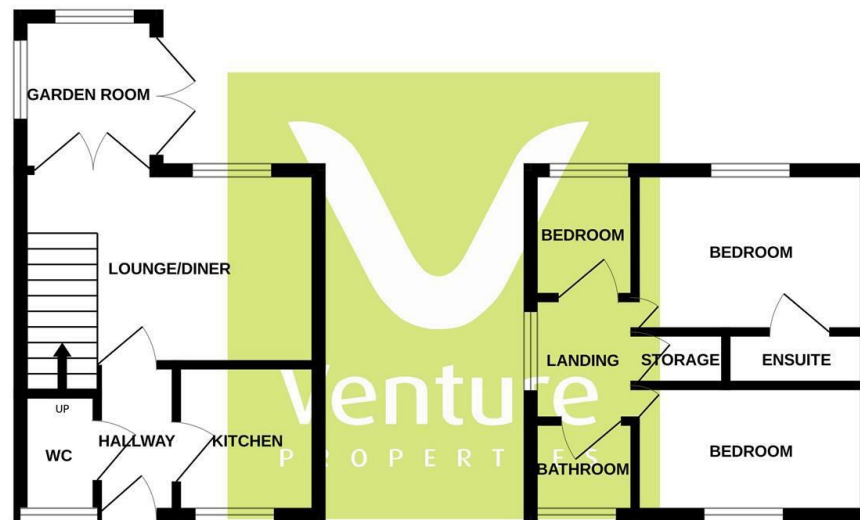 GARDEN ROOM
LOUNGE/DINER
UP
WC
HALLWAY
KITCHEN
BEDROOM
BEDROOM
LANDING
STORAGE
ENSUITE
BATHROOM
BEDROOM
Venture
PROPERTIES